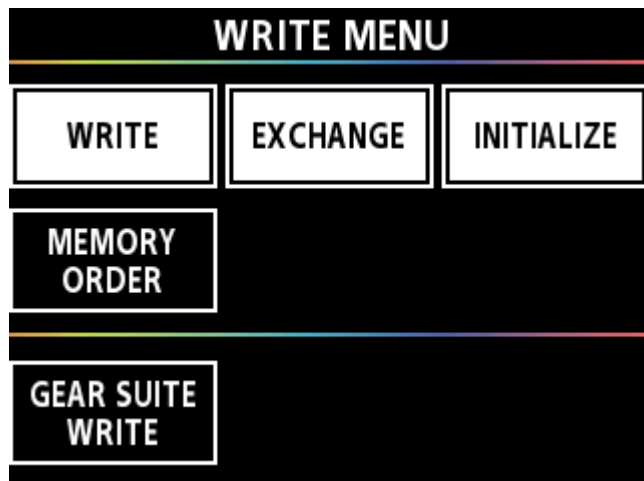 WRITE MENU
WRITE
EXCHANGE
INITIALIZE
MEMORY
ORDER
GEAR SUITE
WRITE